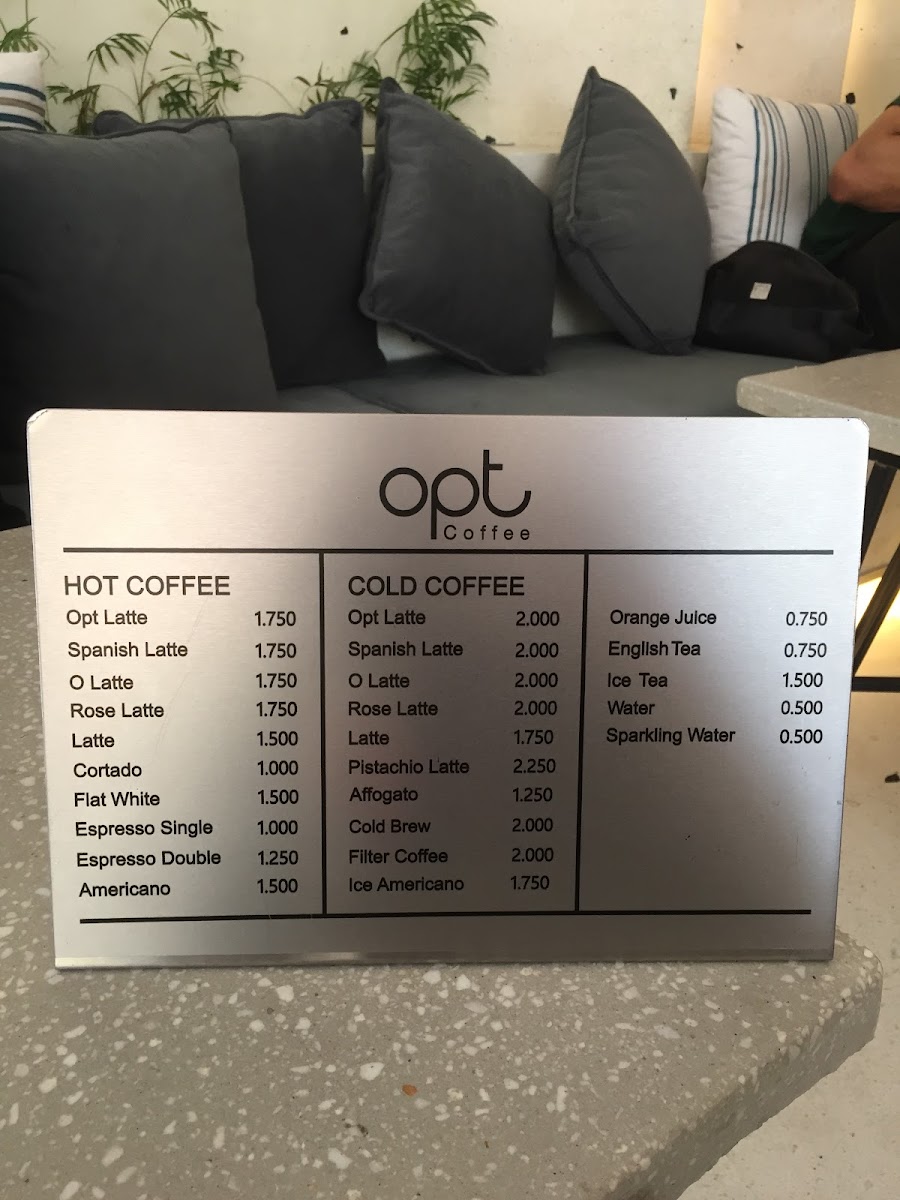 opt
Coffee
HOT COFFEE
Opt Latte 1.750
Spanish Latte 1.750
O Latte 1.750
Rose Latte 1.750
Latte 1.500
Cortado 1.000
Flat White 1.500
Espresso Single 1.000
Espresso Double 1.250
Americano 1.500
COLD COFFEE
Opt Latte 2.000
Spanish Latte 2.000
O Latte 2.000
Rose Latte 2.000
Latte 1.750
Pistachio Latte 2.250
Affogato 1.250
Cold Brew 2.000
Filter Coffee 2.000
Ice Americano 1.750
Orange Juice 0.750
English Tea 0.750
Ice Tea 1.500
Water 0.500
Sparkling Water 0.500